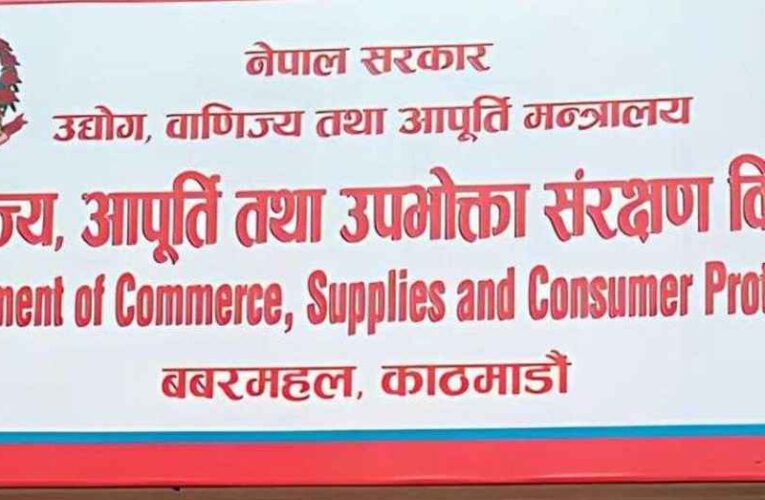 नेपाल सरकार
उद्योग, वाणिज्य तथा आपूर्ति मन्त्रालय
ज्य, आपूर्ति तथा उपभोक्ता संरक्षण वि
ment of Commerce, Supplies and Consumer Prot
बबरमहल, काठमाडौं